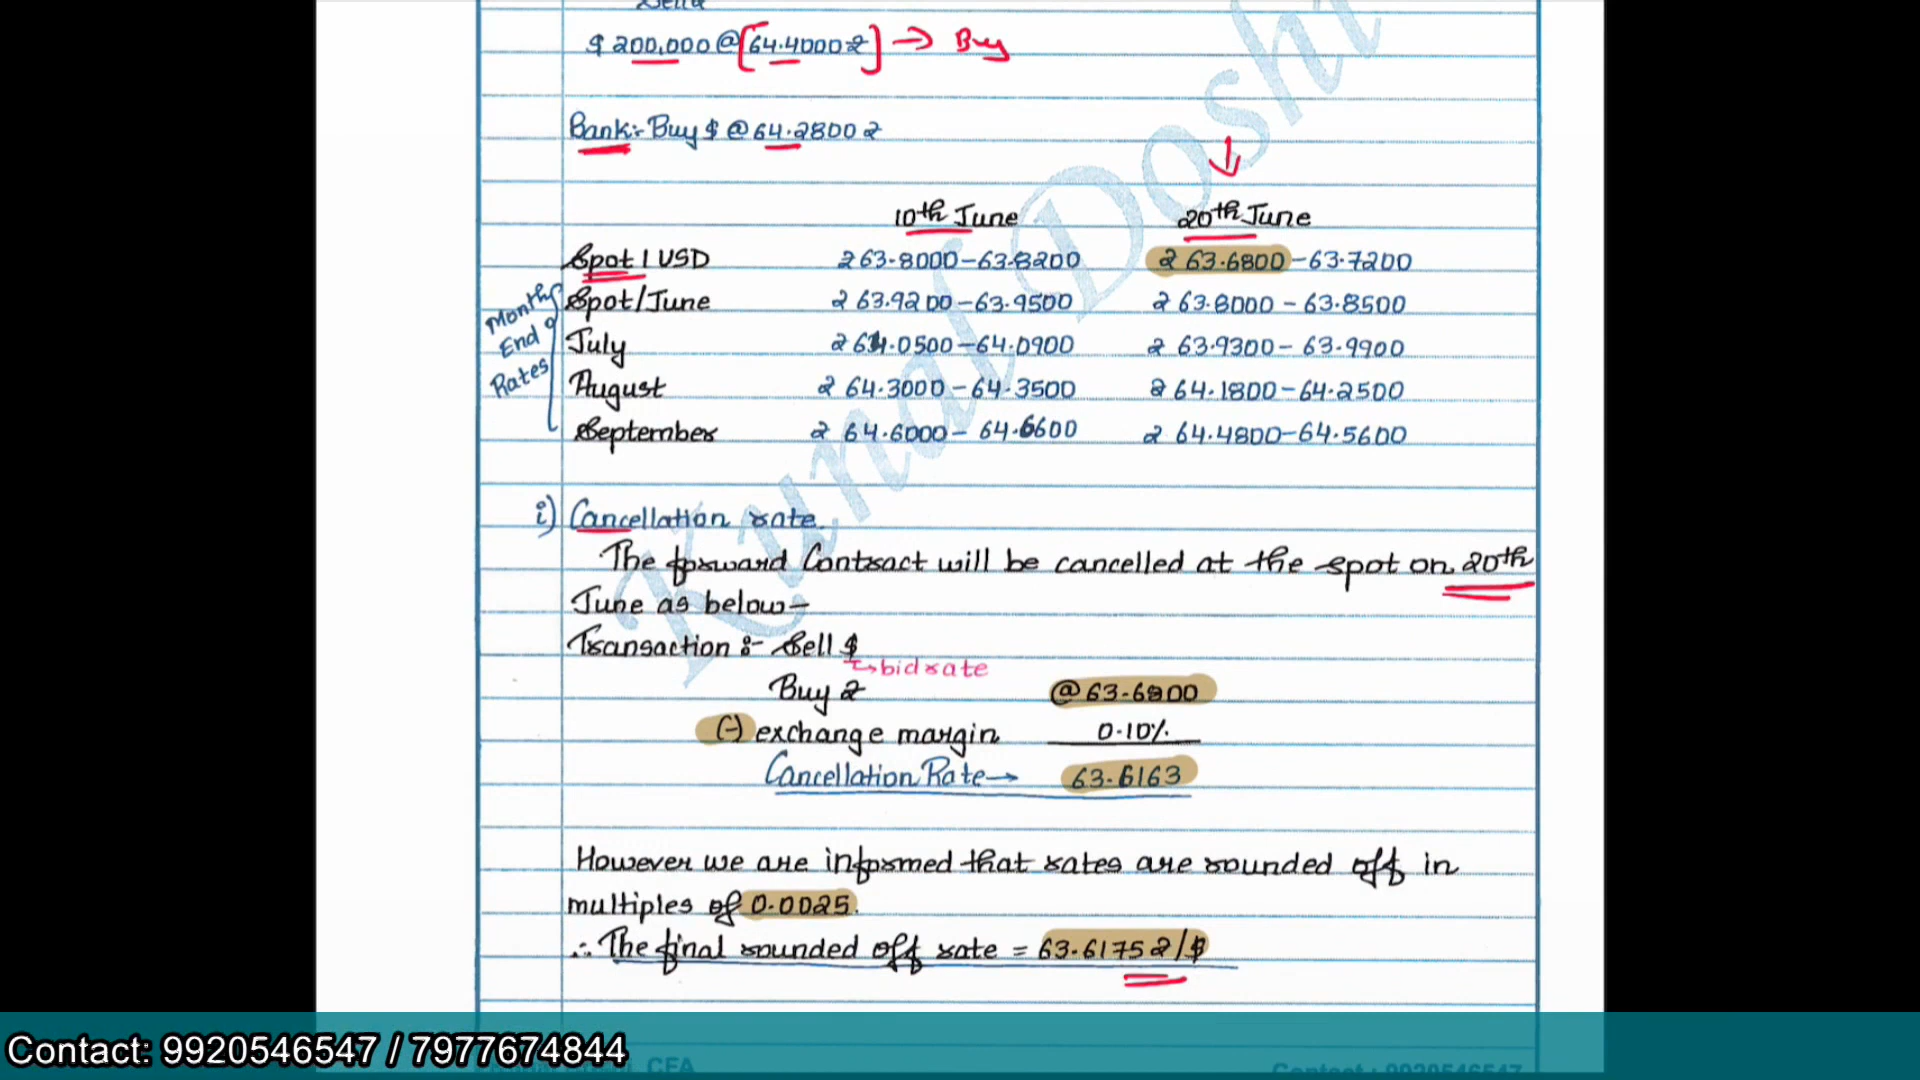 $ 200,000 @ [64.4000 ₹] → Buy
Bank:- Buy $ @ 64.2800 ₹
10th June 20th June
Spot / USD ₹ 63.8000 - 63.8200 ₹ 63.6800 - 63.7200
Spot/June ₹ 63.9200 - 63.9500 ₹ 63.8000 - 63.8500
July ₹ 64.0500 - 64.0900 ₹ 63.9300 - 63.9900
August ₹ 64.3000 - 64.3500 ₹ 64.1800 - 64.2500
September ₹ 64.6000 - 64.6600 ₹ 64.4800 - 64.5600
Months
End
Rates
i) Cancellation rate.
The forward Contract will be cancelled at the spot on 20th
June as below -
Transaction :- Sell $
→ bid rate
Buy ₹ @ 63.6800
(-) exchange margin 0.10%
Cancellation Rate → 63.6163
However we are informed that rates are rounded off in
multiples of 0.0025.
∴ The final rounded off rate = 63.6175 ₹/$
Kunal Doshi
Contact: 9920546547 / 7977674844
CFA
Contact : 9920546547